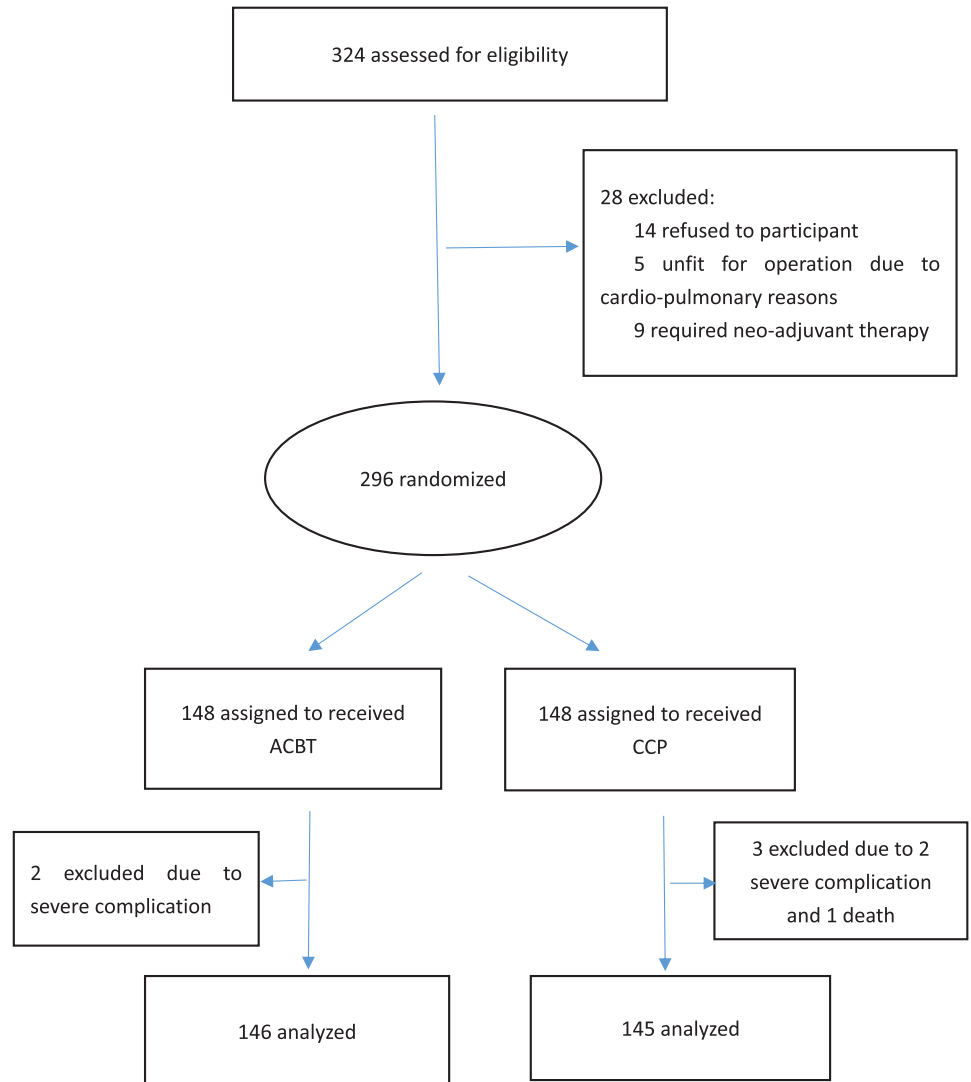 324 assessed for eligibility
28 excluded:
14 refused to participant
5 unfit for operation due to
cardio-pulmonary reasons
9 required neo-adjuvant therapy
296 randomized
148 assigned to received
ACBT
148 assigned to received
CCP
2 excluded due to
severe complication
3 excluded due to 2
severe complication
and 1 death
146 analyzed
145 analyzed